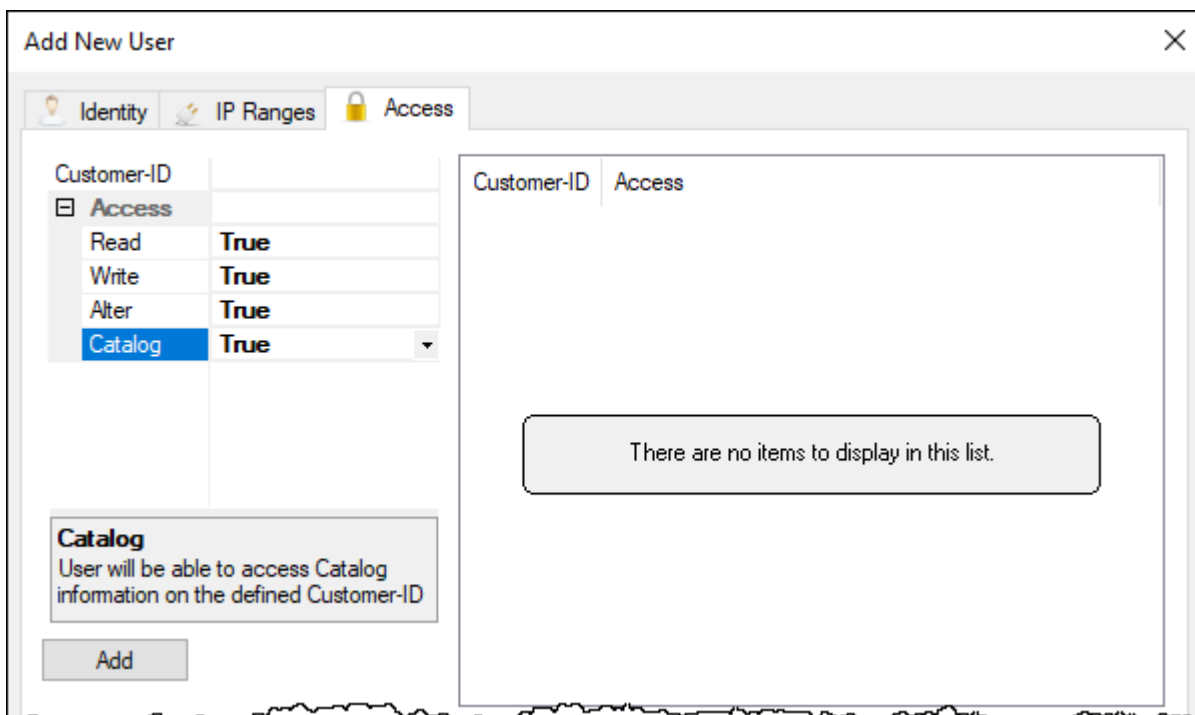 Add New User
Identity IP Ranges Access
Customer-ID
Access
Read True
Write True
Alter True
Catalog True
Catalog
User will be able to access Catalog
information on the defined Customer-ID
Add
Customer-ID Access
There are no items to display in this list.